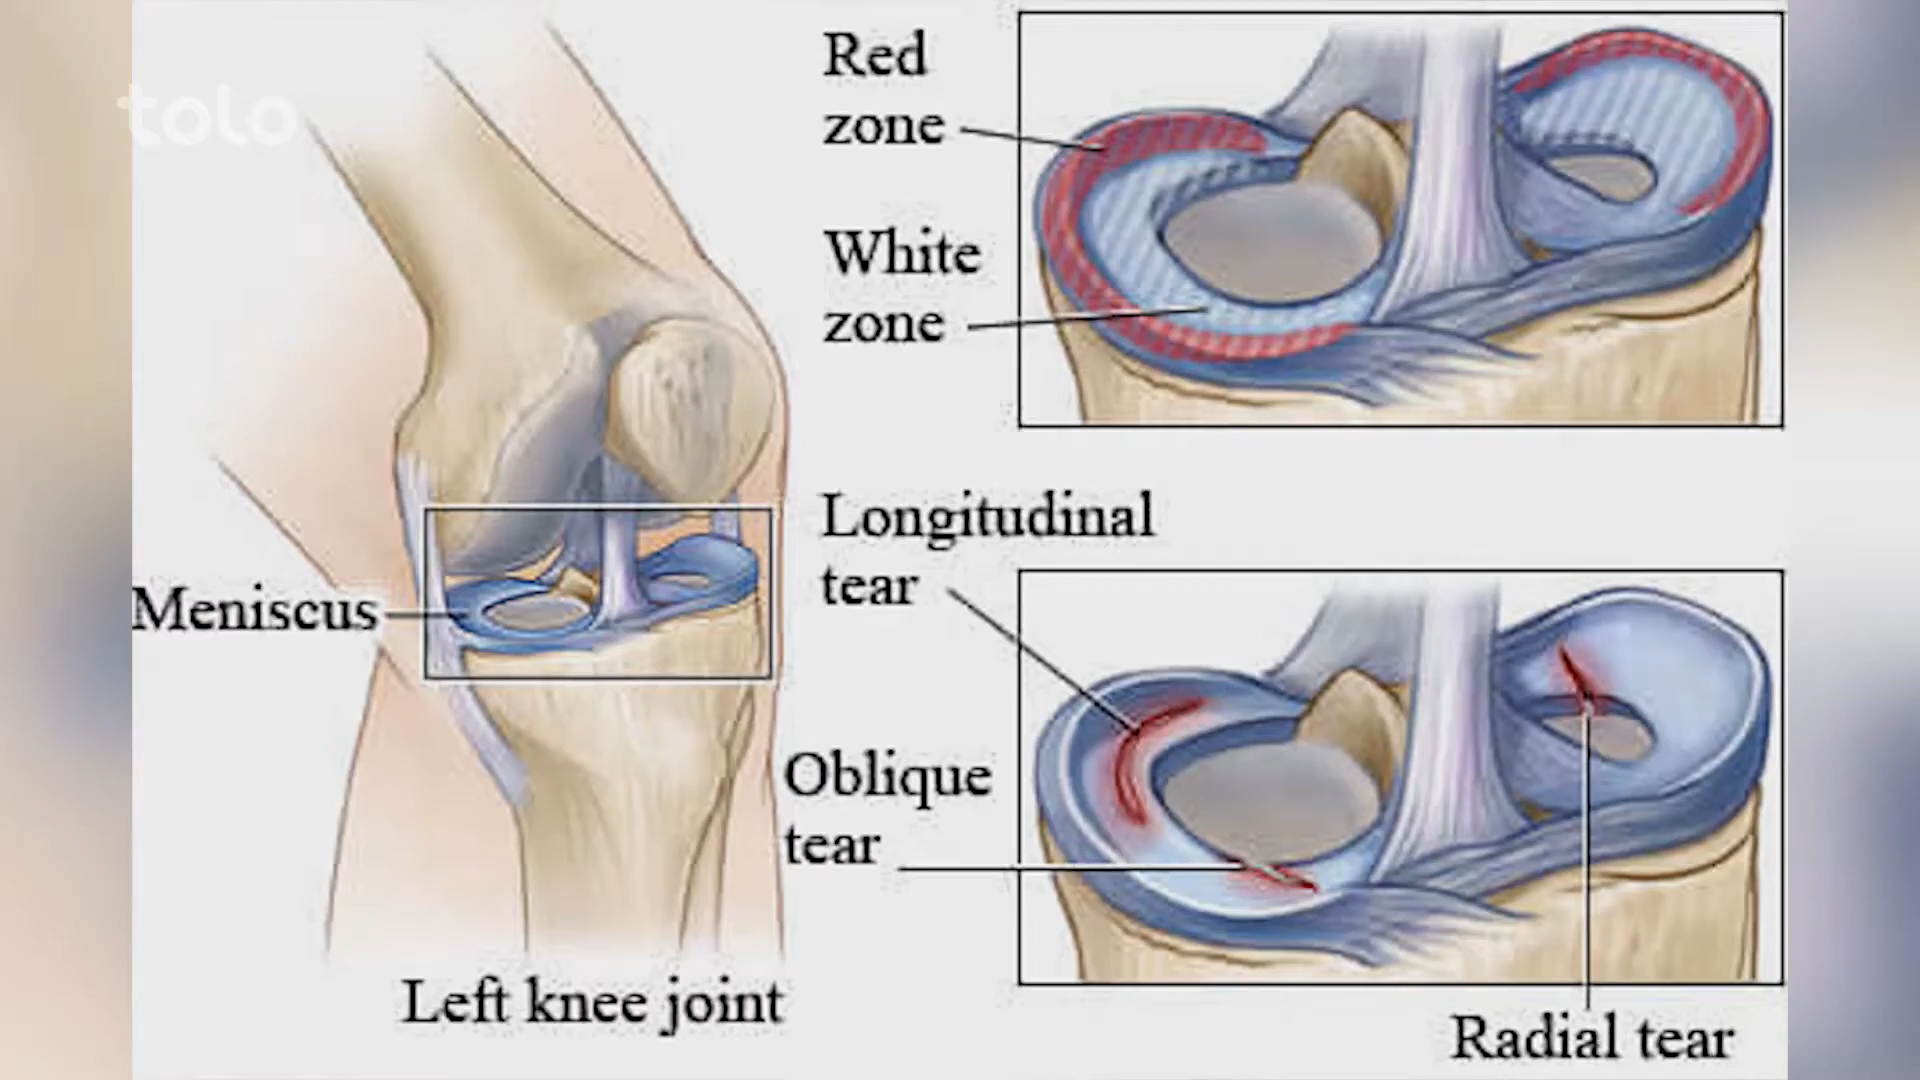 tolo
Red
zone
White
zone
Longitudinal
tear
Meniscus
Oblique
tear
Left knee joint
Radial tear